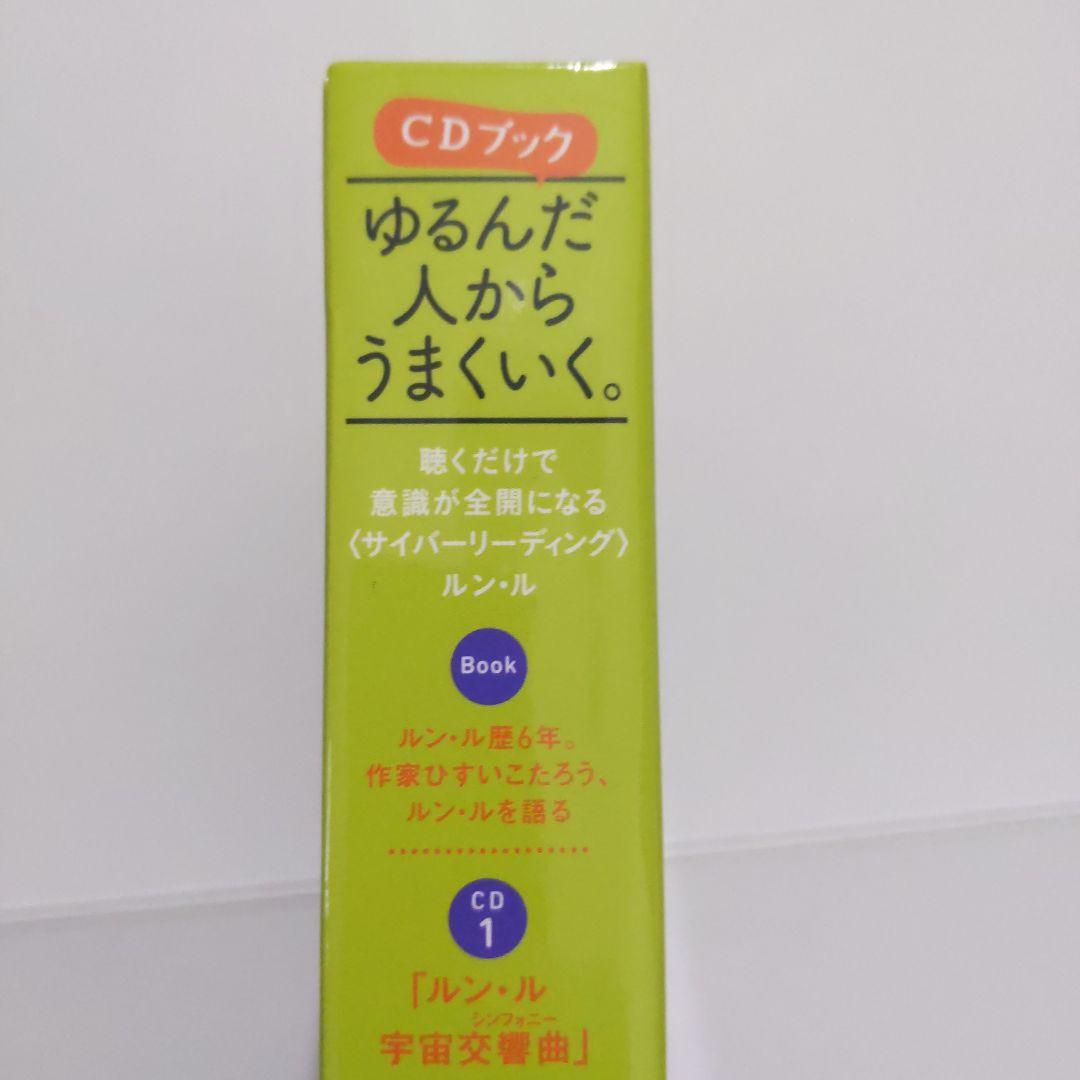 CDブック
ゆるんだ
人から
うまくいく。
聴くだけで
意識が全開になる
〈サイバーリーディング〉
ルン・ル
Book
ルン・ル歴6年。
作家ひすいこたろう、
ルン・ルを語る
CD
1
「ルン・ル
シンフォニー
宇宙交響曲」